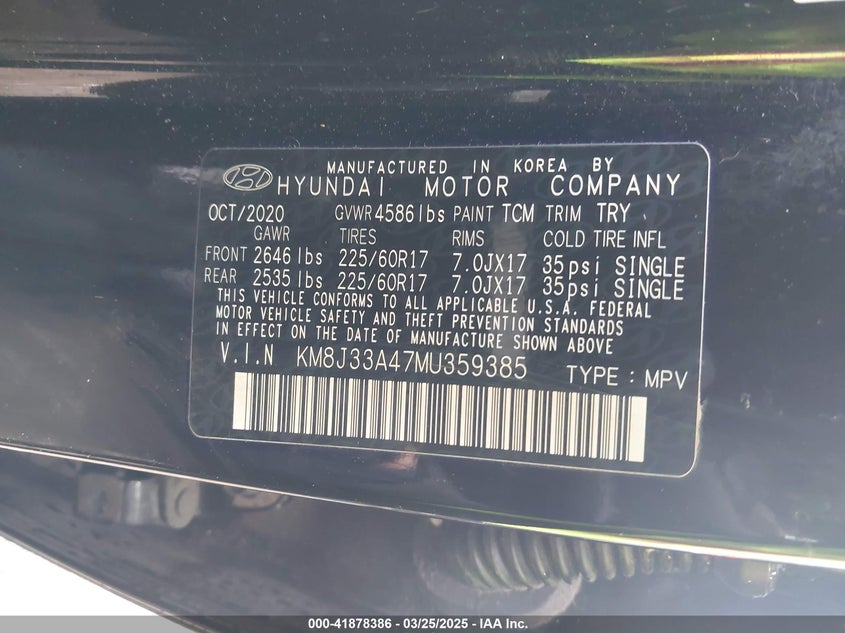 MANUFACTURED IN KOREA BY
HYUNDAI MOTOR COMPANY
OCT/2020 GVWR 4586 lbs PAINT TCM TRIM TRY
GAWR TIRES RIMS COLD TIRE INFL
FRONT 2646 lbs 225/60R17 7.0JX17 35psi SINGLE
REAR 2535 lbs 225/60R17 7.0JX17 35psi SINGLE
THIS VEHICLE CONFORMS TO ALL APPLICABLE U.S.A. FEDERAL
MOTOR VEHICLE SAFETY AND THEFT PREVENTION STANDARDS
IN EFFECT ON THE DATE OF MANUFACTURE SHOWN ABOVE
V.I.N KM8J33A47MU359385 TYPE : MPV
000-41878386 - 03/25/2025 - IAA Inc.